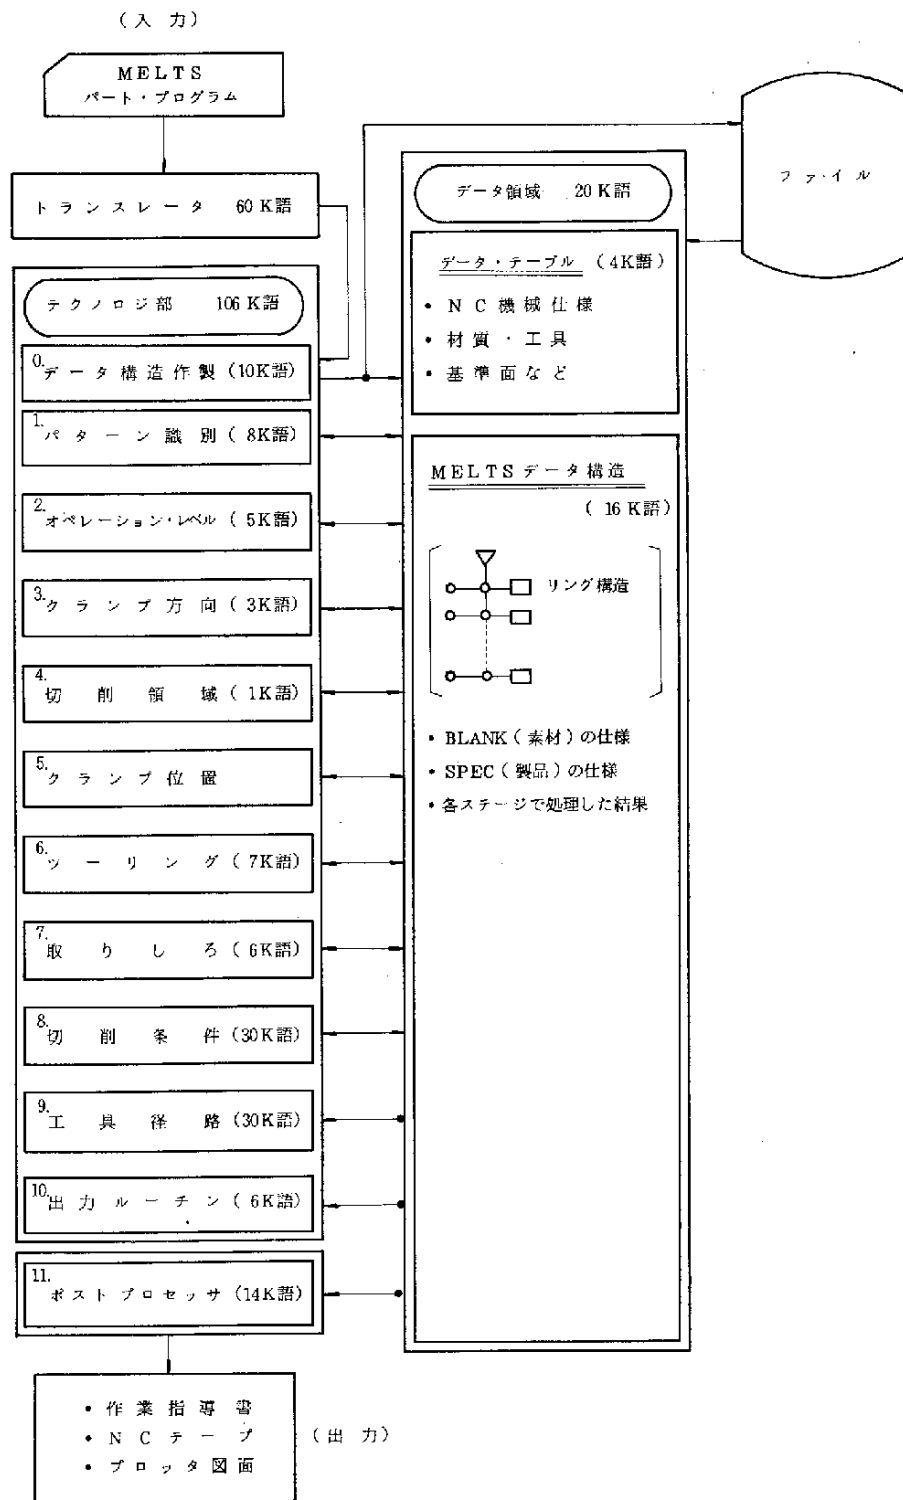 (入力)
MELTS
パート・プログラム
トランスレータ 60K語
テクノロジ部 106K語
0. データ構造作製(10K語)
1. パターン識別(8K語)
2. オペレーション・レベル(5K語)
3. クランプ方向(3K語)
4. 切削領域(1K語)
5. クランプ位置
6. ツーリング(7K語)
7. 取りしろ(6K語)
8. 切削条件(30K語)
9. 工具径路(30K語)
10. 出力ルーチン(6K語)
11. ポストプロセッサ(14K語)
・作業指導書
・NCテープ
・プロッタ図面
(出力)
データ領域 20K語
データ・テーブル (4K語)
・NC機械仕様
・材質・工具
・基準面など
MELTSデータ構造
(16K語)
リング構造
・BLANK(素材)の仕様
・SPEC(製品)の仕様
・各ステージで処理した結果
ファイル